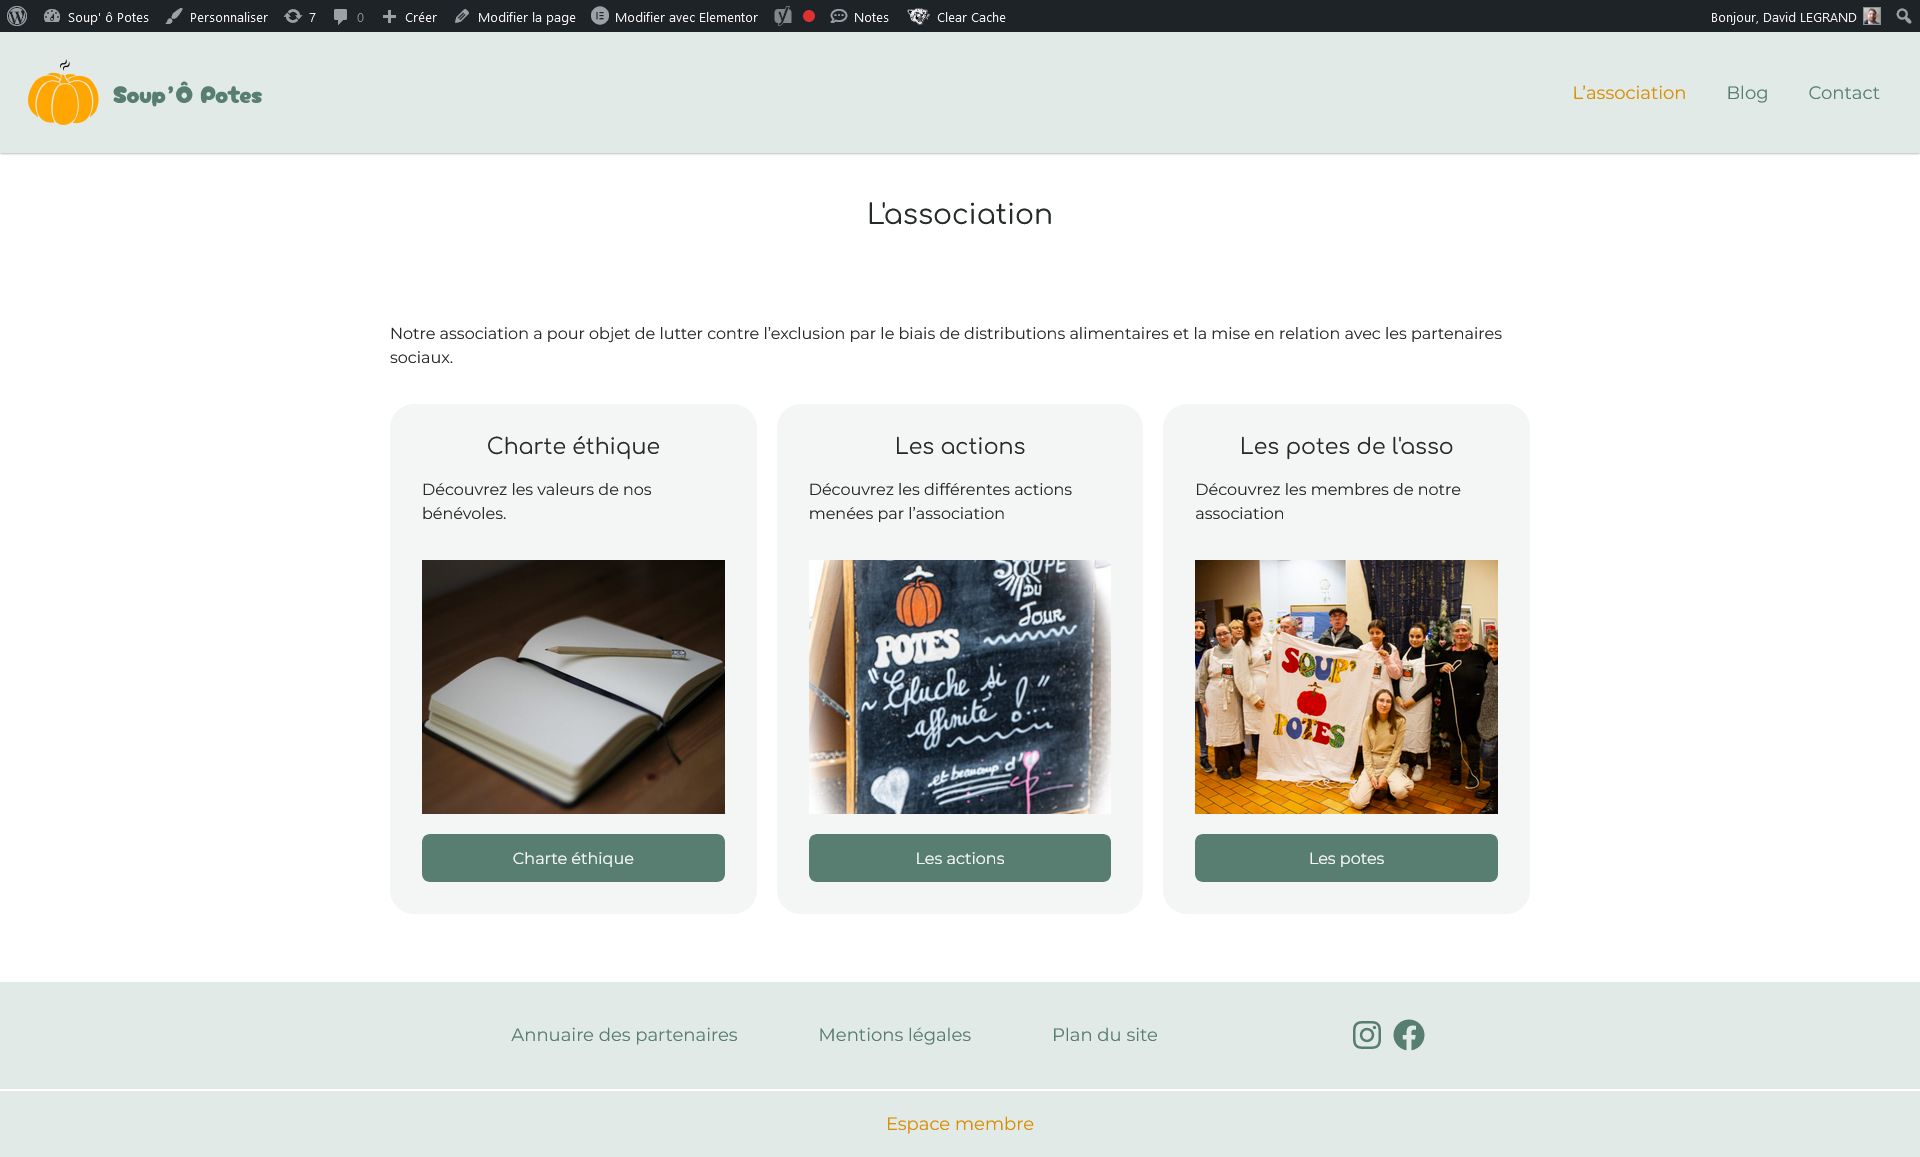 Soup' ô Potes Personnaliser 7 0 Créer Modifier la page Modifier avec Elementor Notes Clear Cache Bonjour, David LEGRAND
Soup'Ô Potes
L'association Blog Contact
L'association
Notre association a pour objet de lutter contre l'exclusion par le biais de distributions alimentaires et la mise en relation avec les partenaires
sociaux.
Charte éthique
Découvrez les valeurs de nos
bénévoles.
Charte éthique
Les actions
Découvrez les différentes actions
menées par l'association
SOUPE
DU
JOUR
POTES
"Epluche si
affinité !"
et beaucoup d'
Les actions
Les potes de l'asso
Découvrez les membres de notre
association
SOUP'
POTES
Les potes
Annuaire des partenaires Mentions légales Plan du site
Espace membre